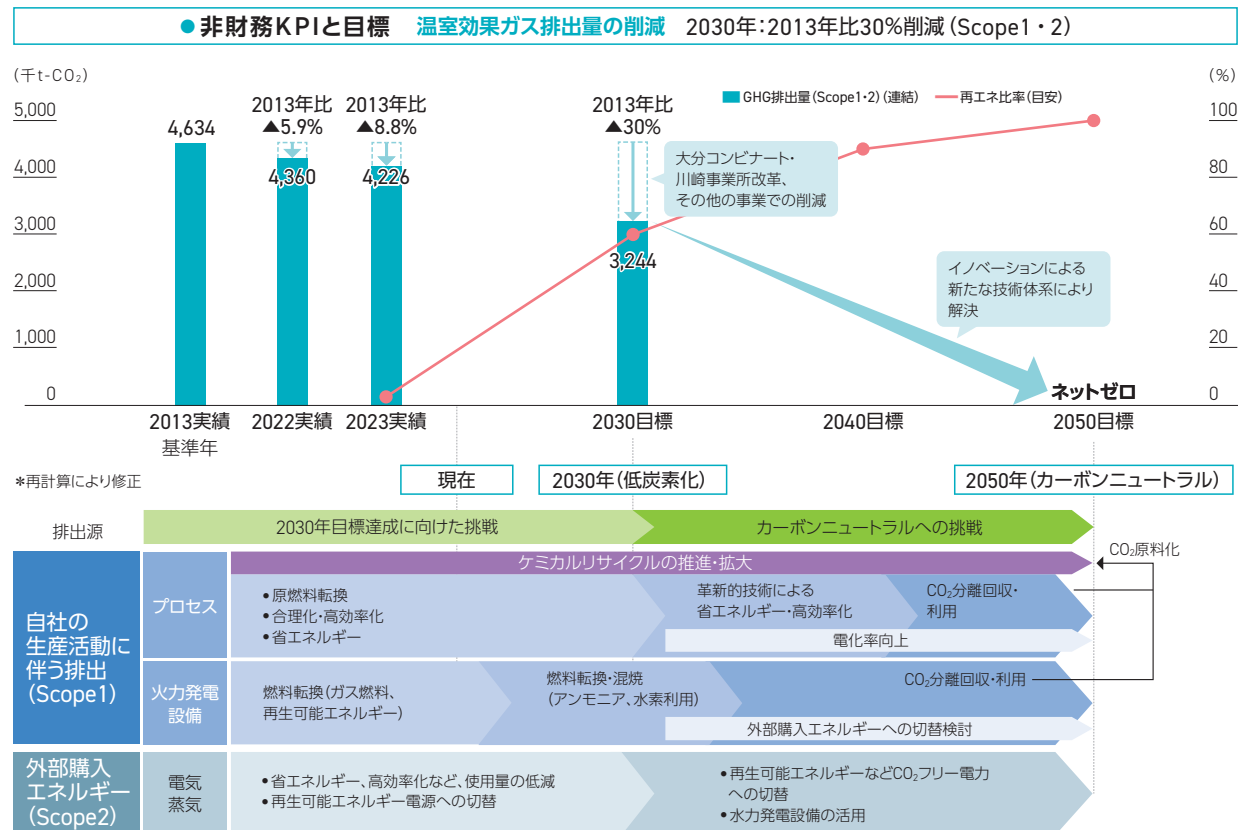 ●非財務KPIと目標 温室効果ガス排出量の削減 2030年：2013年比30%削減（Scope1・2）
（千t-CO₂）
（%）
5,000
4,000
3,000
2,000
1,000
0
100
80
60
40
20
0
GHG排出量（Scope1・2）（連結）
再エネ比率（目安）
4,634
2013年比
▲5.9%
4,360
2013年比
▲8.8%
4,226
2013年比
▲30%
3,244
大分コンビナート・
川崎事業所改革、
その他の事業での削減
イノベーションによる
新たな技術体系により
解決
ネットゼロ
2013実績
基準年
2022実績
2023実績
2030目標
2040目標
2050目標
＊再計算により修正
現在
2030年（低炭素化）
2050年（カーボンニュートラル）
排出源
2030年目標達成に向けた挑戦
カーボンニュートラルへの挑戦
ケミカルリサイクルの推進・拡大
CO₂原料化
自社の
生産活動に
伴う排出
（Scope1）
プロセス
●原燃料転換
●合理化・高効率化
●省エネルギー
革新的技術による
省エネルギー・高効率化
CO₂分離回収・
利用
電化率向上
火力発電
設備
燃料転換（ガス燃料、
再生可能エネルギー）
燃料転換・混焼
（アンモニア、水素利用）
CO₂分離回収・利用
外部購入エネルギーへの切替検討
外部購入
エネルギー
（Scope2）
電気
蒸気
●省エネルギー、高効率化など、使用量の低減
●再生可能エネルギー電源への切替
●再生可能エネルギーなどCO₂フリー電力
への切替
●水力発電設備の活用